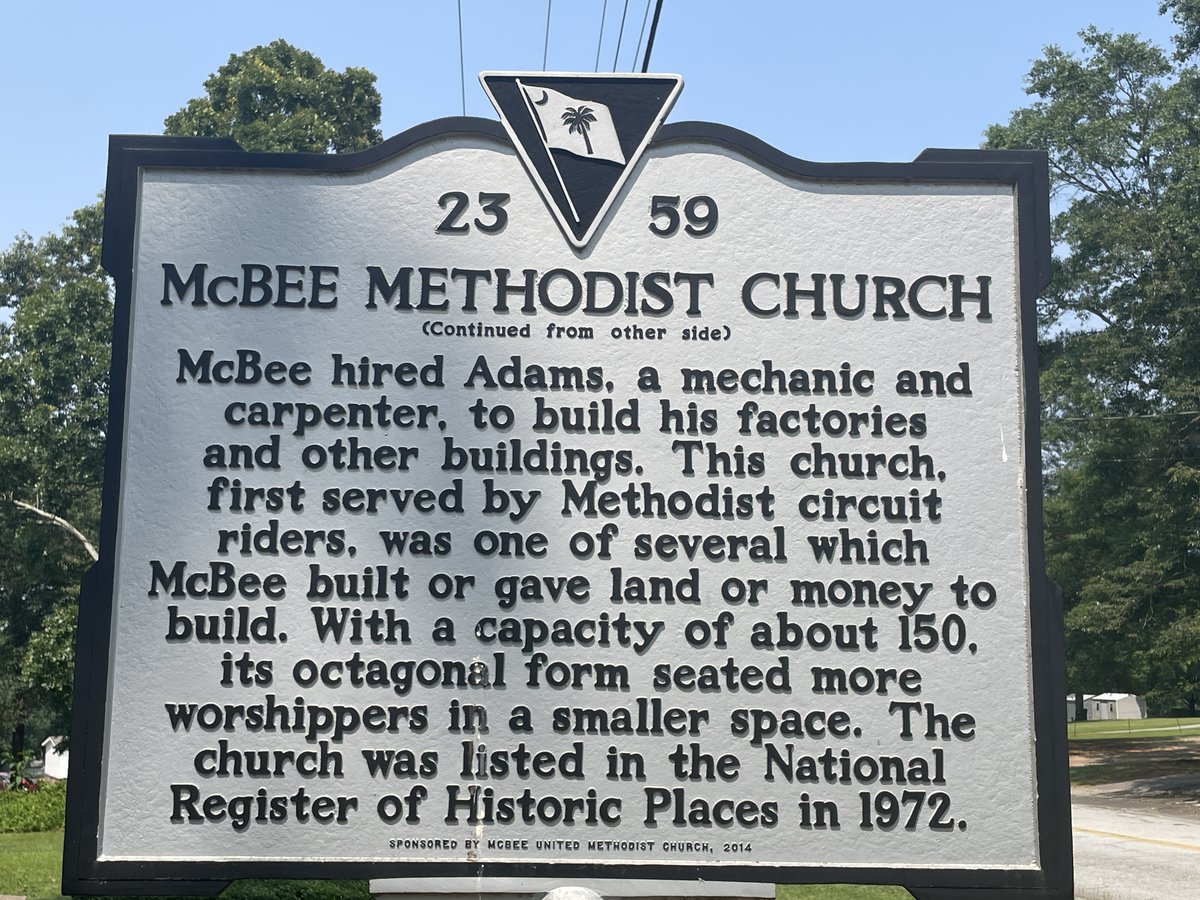 23 59
McBEE METHODIST CHURCH
(Continued from other side)
McBee hired Adams, a mechanic and
carpenter, to build his factories
and other buildings. This church,
first served by Methodist circuit
riders, was one of several which
McBee built or gave land or money to
build. With a capacity of about 150,
its octagonal form seated more
worshippers in a smaller space. The
church was listed in the National
Register of Historic Places in 1972.
SPONSORED BY MCBEE UNITED METHODIST CHURCH, 2014